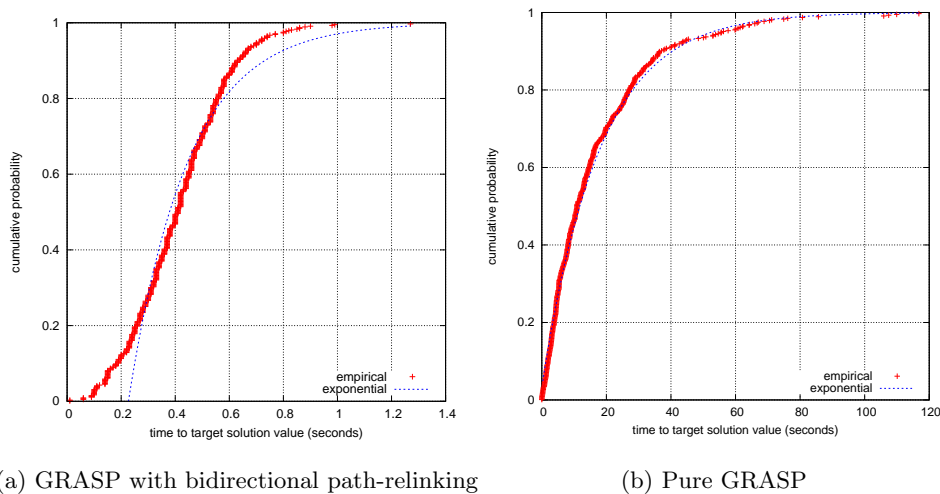 1
0.8
0.6
0.4
0.2
0
cumulative probability
0 0.2 0.4 0.6 0.8 1 1.2 1.4
time to target solution value (seconds)
empirical
exponential
(a) GRASP with bidirectional path-relinking
1
0.8
0.6
0.4
0.2
0
cumulative probability
0 20 40 60 80 100 120
time to target solution value (seconds)
empirical
exponential
(b) Pure GRASP